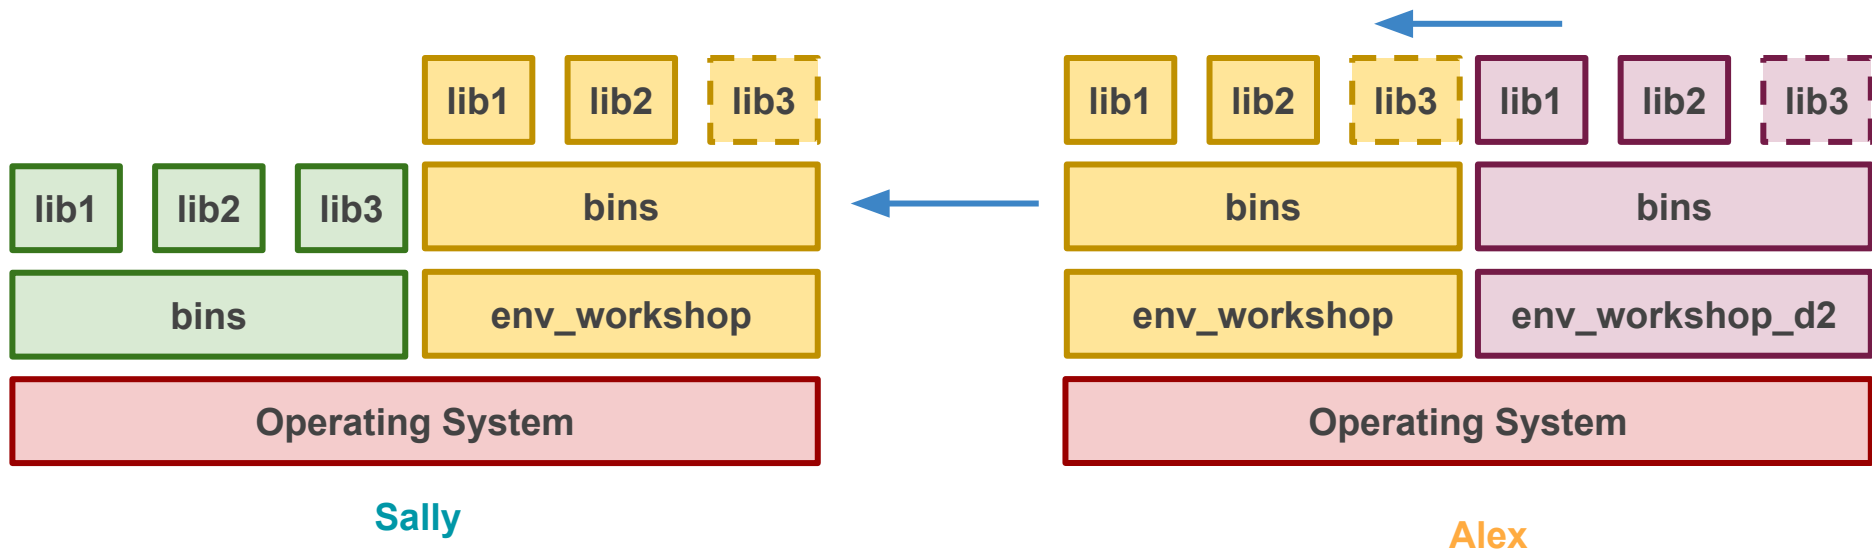 lib1 lib2 lib3 lib1 lib2 lib3 lib1 lib2 lib3
lib1 lib2 lib3 bins bins bins
bins env_workshop env_workshop env_workshop_d2
Operating System Operating System
Sally
Alex